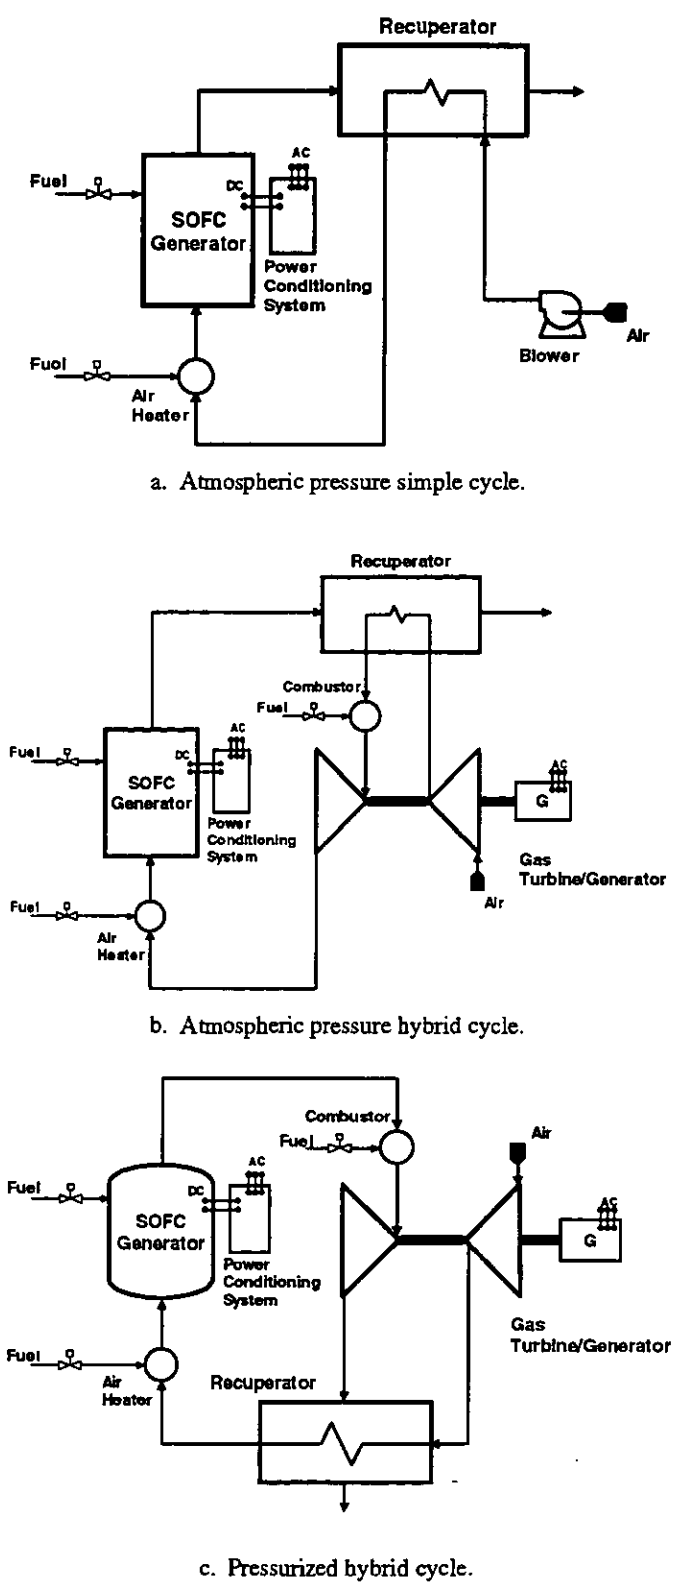 Recuperator
AC
Fuel
DC
SOFC
Generator
Power
Conditioning
System
Air
Blower
Fuol
Air
Heater
a. Atmospheric pressure simple cycle.
Recuperator
Combustor
Fuel
AC
Fuel
DC
AC
SOFC
Generator
G
Power
Conditioning
System
Gas
Turbine/Generator
Fuel
Air
Air
Heater
b. Atmospheric pressure hybrid cycle.
Combustor
Fuel
Air
AC
Fuel
DC
AC
SOFC
Generator
G
Power
Conditioning
System
Gas
Turbine/Generator
Fuel
Air
Heater
Recuperator
c. Pressurized hybrid cycle.